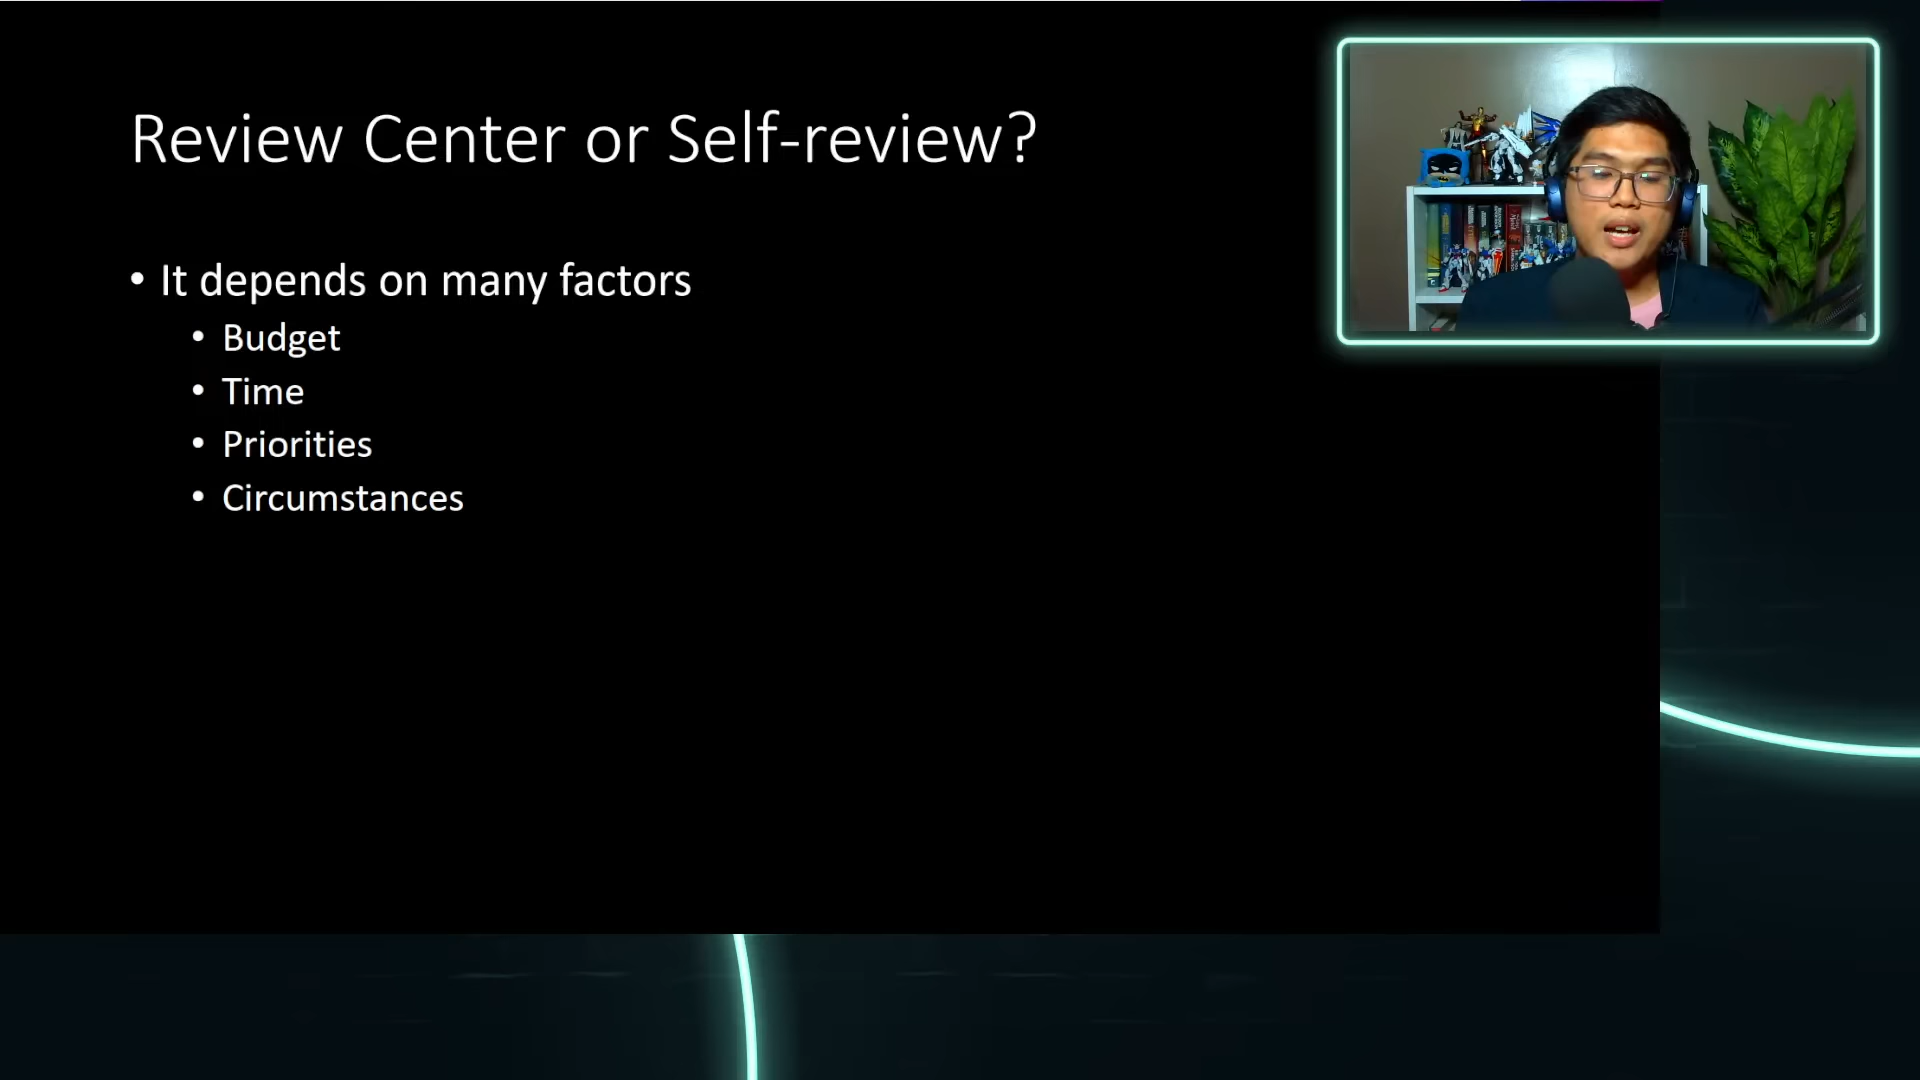 Review Center or Self-review?
• It depends on many factors
• Budget
• Time
• Priorities
• Circumstances